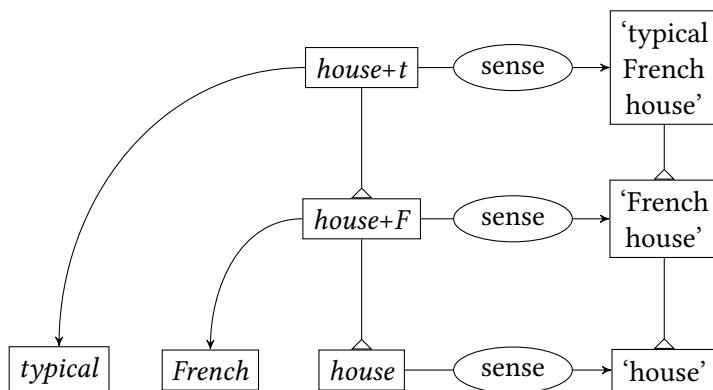 house+t
sense
'typical
French
house'
house+F
sense
'French
house'
typical
French
house
sense
'house'